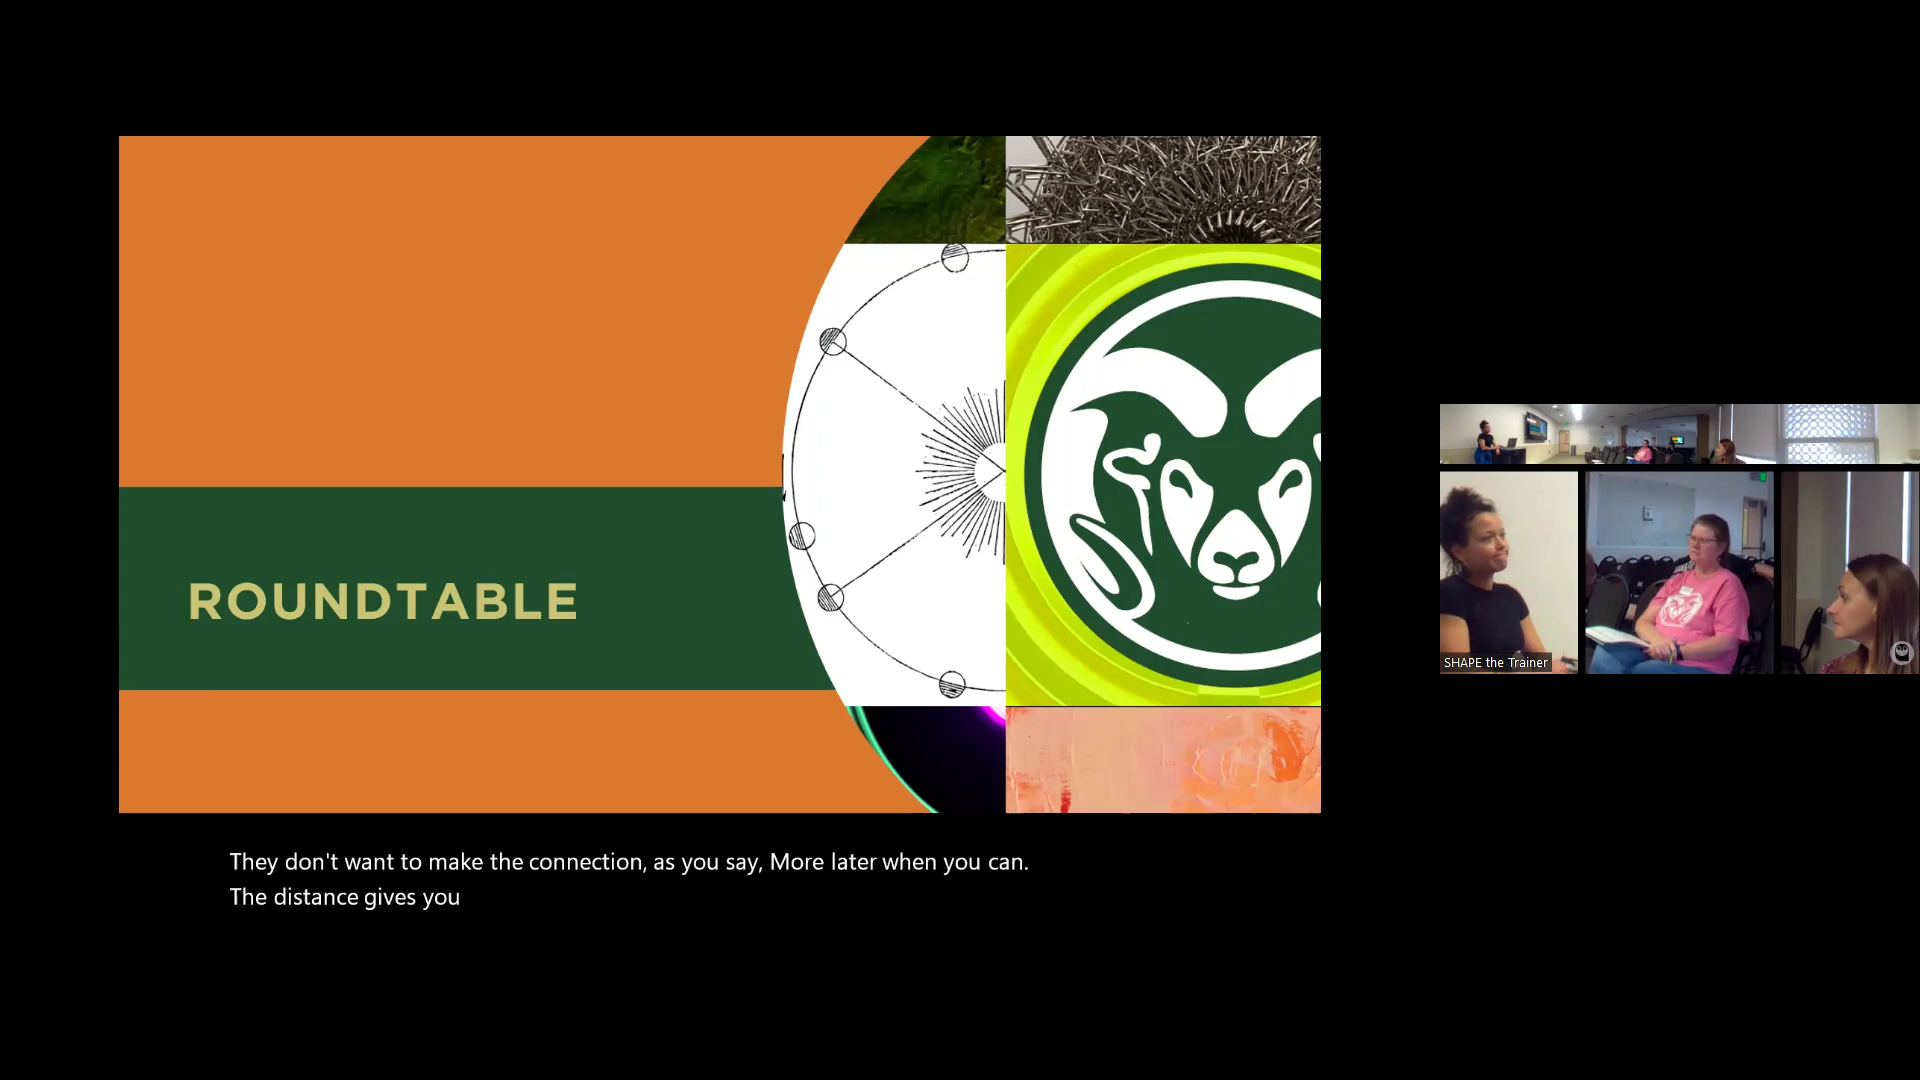 ROUNDTABLE
SHAPE the Trainer
They don't want to make the connection, as you say, More later when you can.
The distance gives you